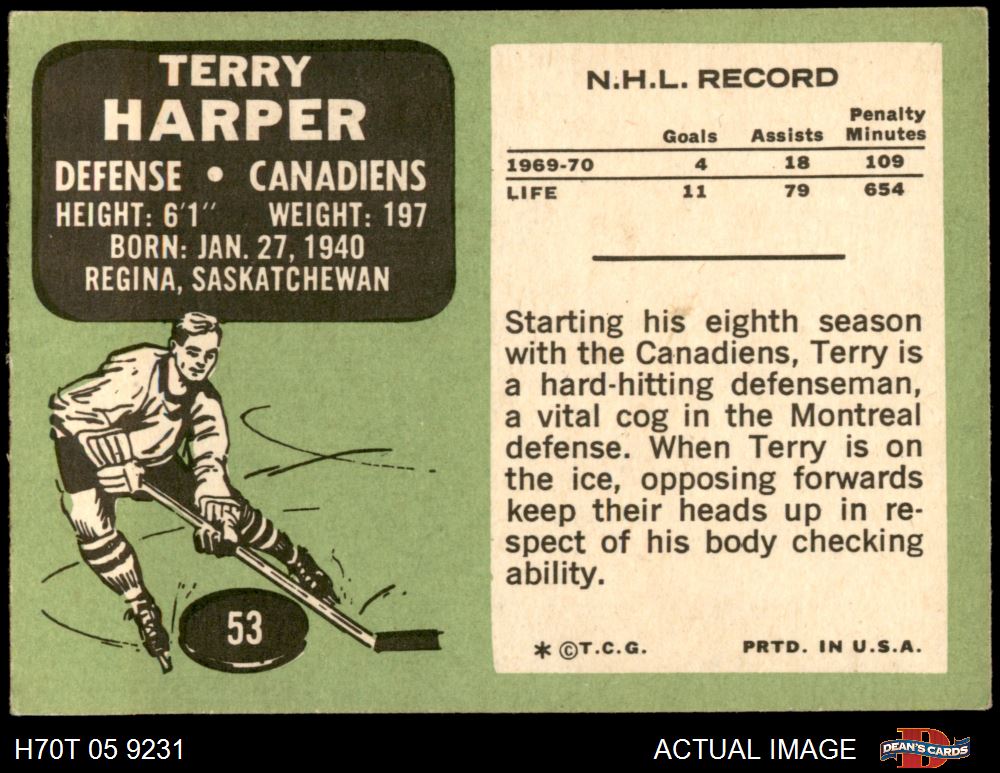 TERRY
HARPER
DEFENSE • CANADIENS
HEIGHT: 6'1" WEIGHT: 197
BORN: JAN. 27, 1940
REGINA, SASKATCHEWAN
53
N.H.L. RECORD
Goals Assists Penalty Minutes
1969-70 4 18 109
LIFE 11 79 654
Starting his eighth season
with the Canadiens, Terry is
a hard-hitting defenseman,
a vital cog in the Montreal
defense. When Terry is on
the ice, opposing forwards
keep their heads up in re-
spect of his body checking
ability.
* ©T.C.G. PRTD. IN U.S.A.
H70T 05 9231 ACTUAL IMAGE DEAN'S CARDS